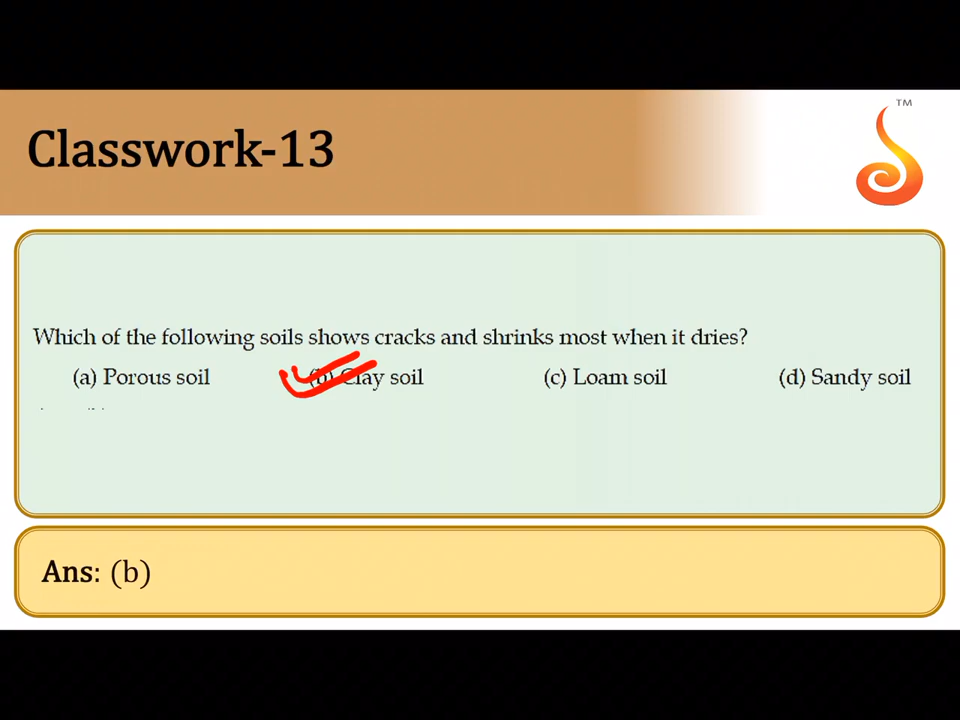 TM
Classwork-13
Which of the following soils shows cracks and shrinks most when it dries?
(a) Porous soil (b) Clay soil (c) Loam soil (d) Sandy soil
Ans: (b)